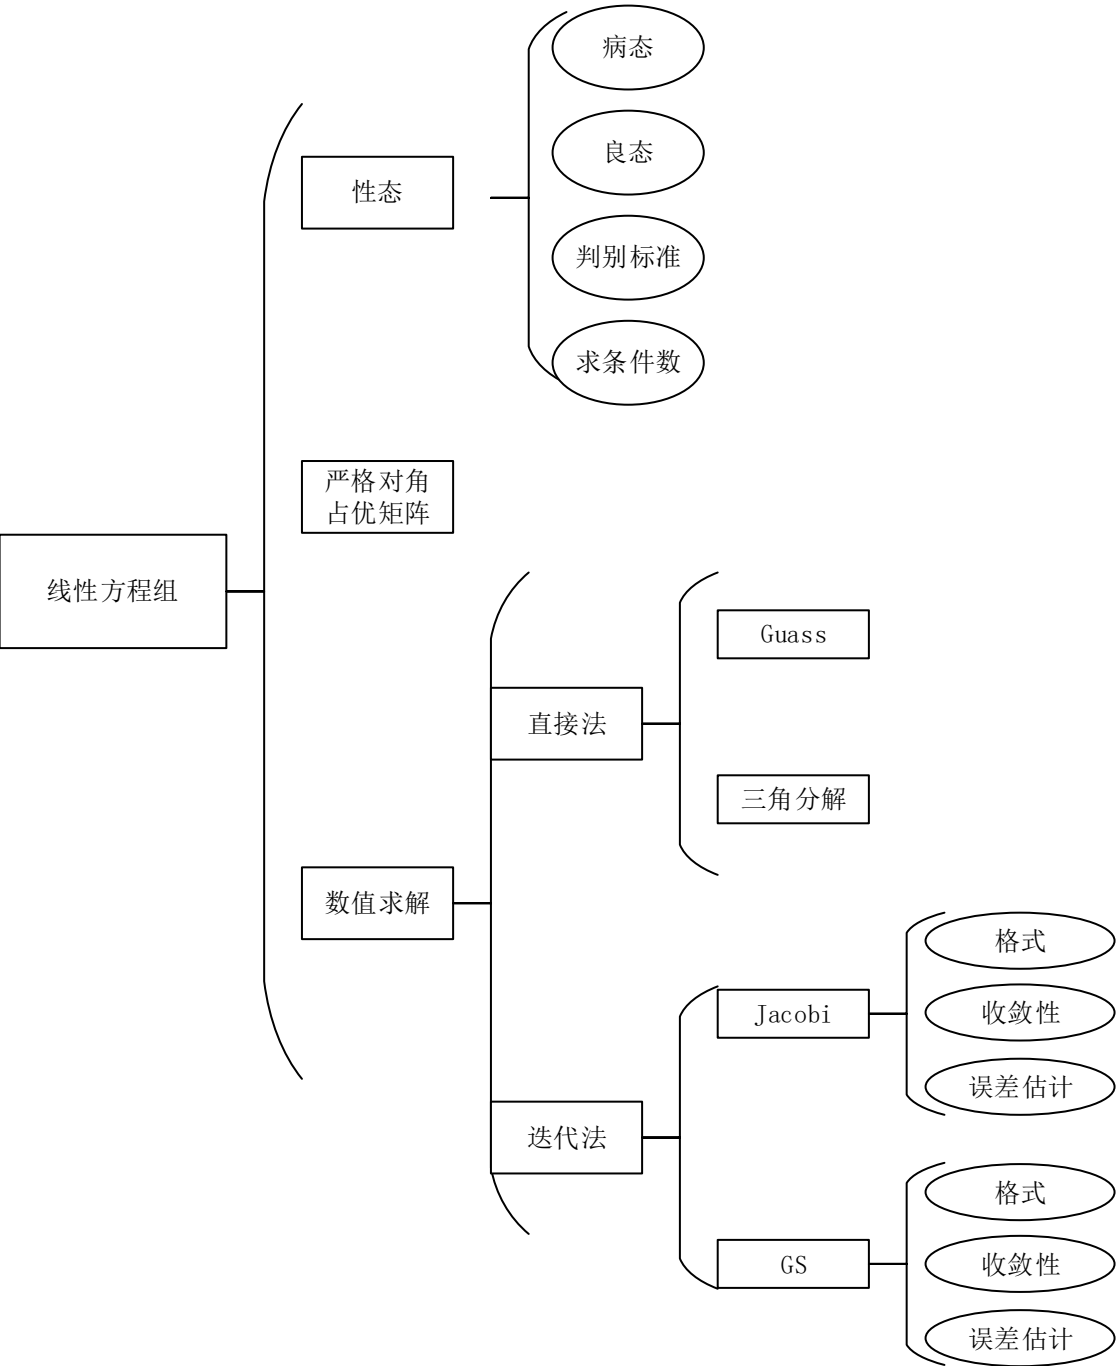 线性方程组
性态
病态
良态
判别标准
求条件数
严格对角
占优矩阵
数值求解
直接法
Guass
三角分解
迭代法
Jacobi
格式
收敛性
误差估计
GS
格式
收敛性
误差估计